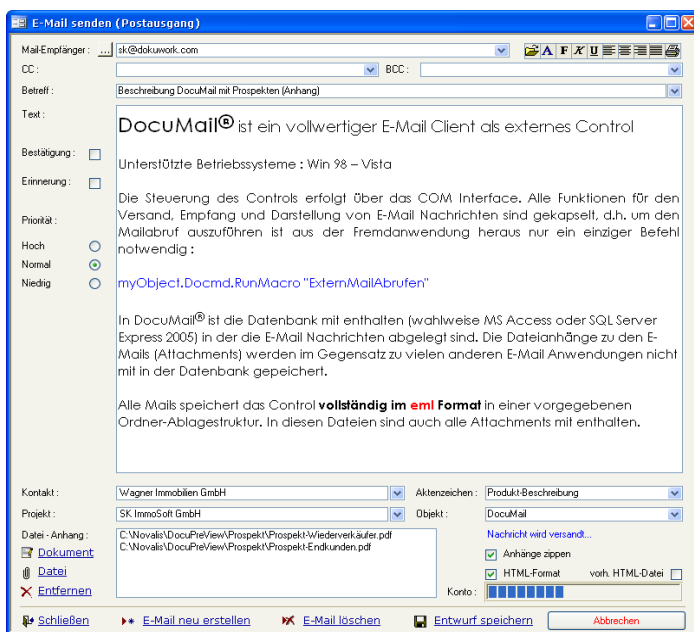 E-Mail senden (Postausgang)
Mail-Empfänger : ... sk@dokuwork.com A F K U
CC : BCC :
Betreff : Beschreibung DocuMail mit Prospekten (Anhang)
Text :
DocuMail® ist ein vollwertiger E-Mail Client als externes Control
Bestätigung :
Unterstützte Betriebssysteme : Win 98 – Vista
Erinnerung :
Die Steuerung des Controls erfolgt über das COM Interface. Alle Funktionen für den
Versand, Empfang und Darstellung von E-Mail Nachrichten sind gekapselt, d.h. um den
Mailabruf auszuführen ist aus der Fremdanwendung heraus nur ein einziger Befehl
notwendig :
Priorität :
Hoch
Normal
Niedrig
myObject.Docmd.RunMacro "ExternMailAbrufen"
In DocuMail® ist die Datenbank mit enthalten (wahlweise MS Access oder SQL Server
Express 2005) in der die E-Mail Nachrichten abgelegt sind. Die Dateianhänge zu den E-
Mails (Attachments) werden im Gegensatz zu vielen anderen E-Mail Anwendungen nicht
mit in der Datenbank gepeichert.
Alle Mails speichert das Control vollständig im eml Format in einer vorgegebenen
Ordner-Ablagestruktur. In diesen Dateien sind auch alle Attachments mit enthalten.
Kontakt : Wagner Immobilien GmbH Aktenzeichen : Produkt-Beschreibung
Projekt : SK ImmoSoft GmbH Objekt : DocuMail
Datei - Anhang : C:\Novalis\DocuPreView\Prospekt\Prospekt-Wiederverkäufer.pdf Nachricht wird versandt...
C:\Novalis\DocuPreView\Prospekt\Prospekt-Endkunden.pdf
Dokument Anhänge zippen
Datei HTML-Format vorh. HTML-Datei
Entfernen Konto :
Schließen E-Mail neu erstellen E-Mail löschen Entwurf speichern Abbrechen